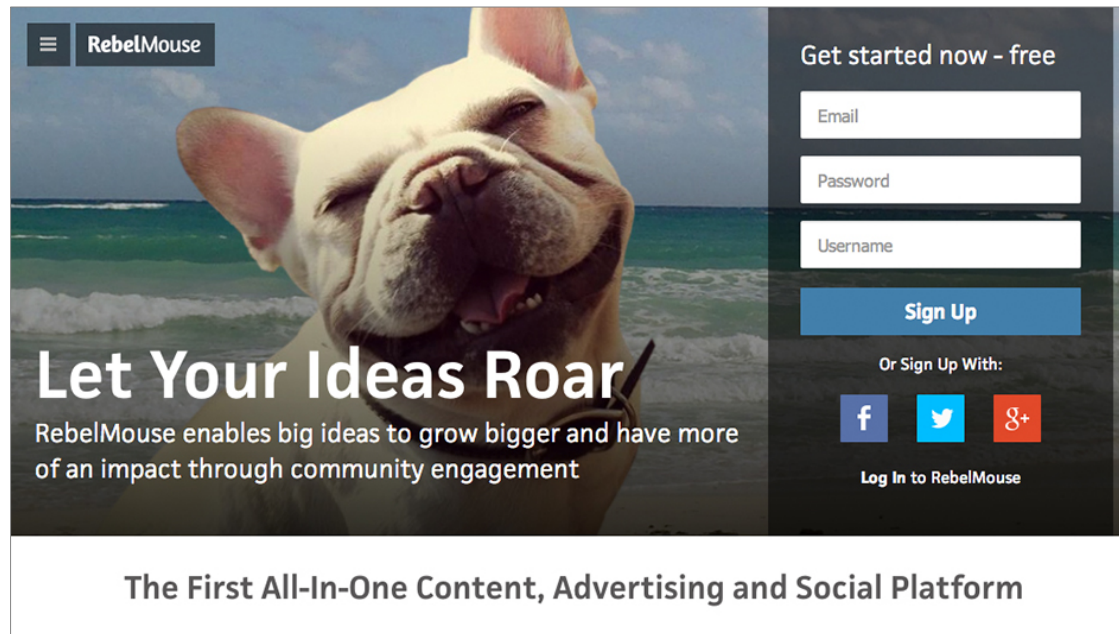 RebelMouse
Let Your Ideas Roar
RebelMouse enables big ideas to grow bigger and have more
of an impact through community engagement
Get started now - free
Email
Password
Username
Sign Up
Or Sign Up With:
f
g+
Log In to RebelMouse
The First All-In-One Content, Advertising and Social Platform